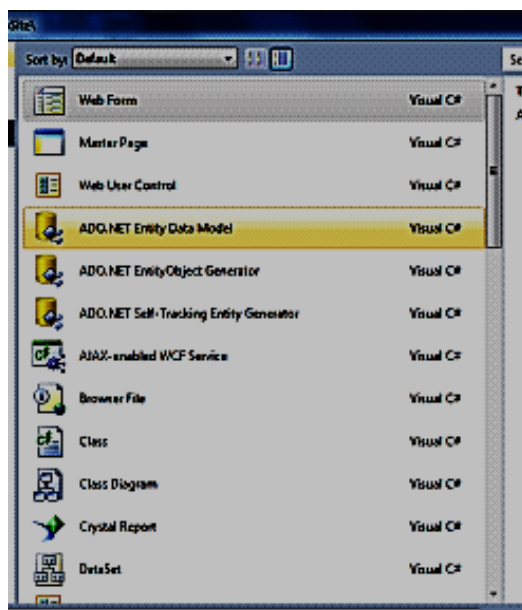 Site\
Sort by: Default
Web Form Visual C#
Master Page Visual C#
Web User Control Visual C#
ADO.NET Entity Data Model Visual C#
ADO.NET EntityObject Generator Visual C#
ADO.NET Self-Tracking Entity Generator Visual C#
AJAX-enabled WCF Service Visual C#
Browser File Visual C#
Class Visual C#
Class Diagram Visual C#
Crystal Report Visual C#
DataSet Visual C#